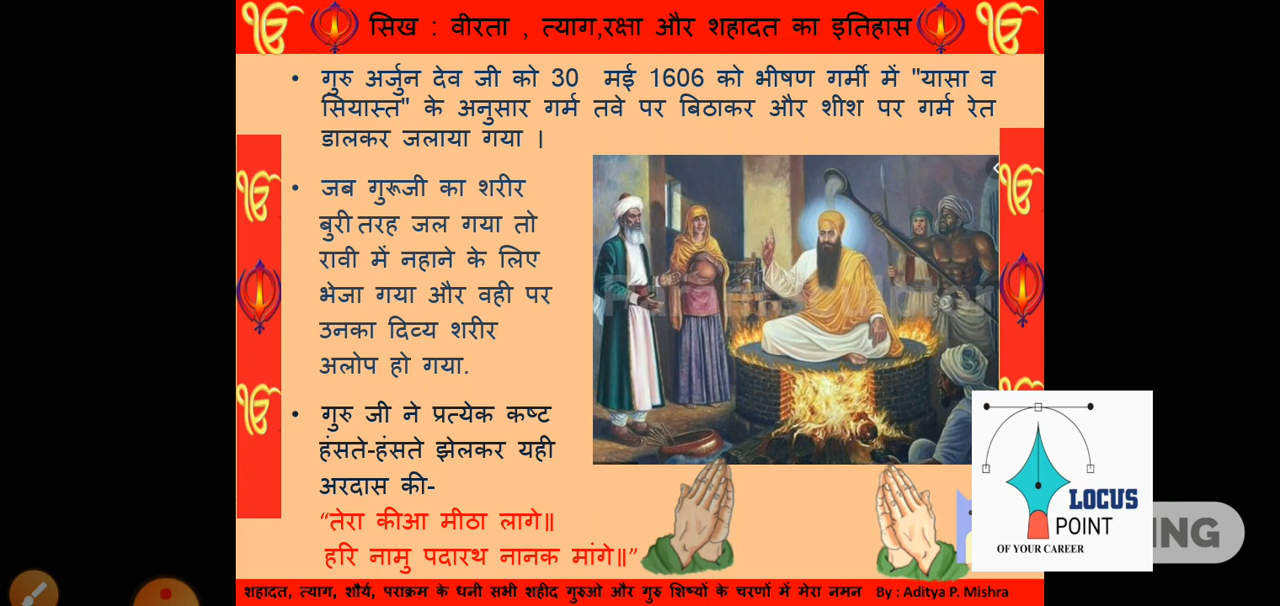 सिख : वीरता , त्याग,रक्षा और शहादत का इतिहास
• गुरु अर्जुन देव जी को 30 मई 1606 को भीषण गर्मी में "यासा व
सियास्त" के अनुसार गर्म तवे पर बिठाकर और शीश पर गर्म रेत
डालकर जलाया गया ।
• जब गुरूजी का शरीर
बुरी तरह जल गया तो
रावी में नहाने के लिए
भेजा गया और वही पर
उनका दिव्य शरीर
अलोप हो गया.
• गुरु जी ने प्रत्येक कष्ट
हंसते-हंसते झेलकर यही
अरदास की-
“तेरा कीआ मीठा लागे॥
हरि नामु पदारथ नानक मांगे॥”
LOCUS
POINT
OF YOUR CAREER
शहादत, त्याग, शौर्य, पराक्रम के धनी सभी शहीद गुरुओ और गुरु शिष्यों के चरणों में मेरा नमन By : Aditya P. Mishra